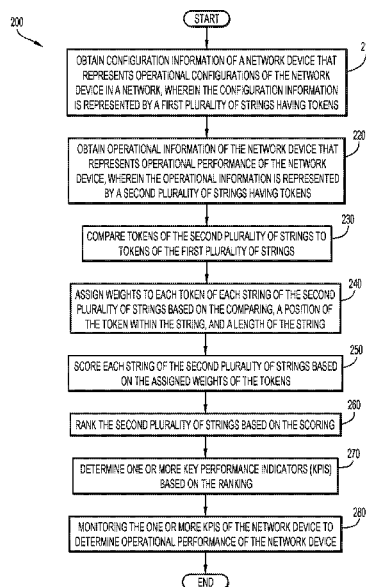 START
200
2
OBTAIN CONFIGURATION INFORMATION OF A NETWORK DEVICE THAT
REPRESENTS OPERATIONAL CONFIGURATIONS OF THE NETWORK
DEVICE IN A NETWORK, WHEREIN THE CONFIGURATION INFORMATION
IS REPRESENTED BY A FIRST PLURALITY OF STRINGS HAVING TOKENS
220
OBTAIN OPERATIONAL INFORMATION OF THE NETWORK DEVICE THAT
REPRESENTS OPERATIONAL PERFORMANCE OF THE NETWORK
DEVICE, WHEREIN THE OPERATIONAL INFORMATION IS REPRESENTED
BY A SECOND PLURALITY OF STRINGS HAVING TOKENS
230
COMPARE TOKENS OF THE SECOND PLURALITY OF STRINGS TO
TOKENS OF THE FIRST PLURALITY OF STRINGS
240
ASSIGN WEIGHTS TO EACH TOKEN OF EACH STRING OF THE SECOND
PLURALITY OF STRINGS BASED ON THE COMPARING, A POSITION OF
THE TOKEN WITHIN THE STRING, AND A LENGTH OF THE STRING
250
SCORE EACH STRING OF THE SECOND PLURALITY OF STRINGS BASED
ON THE ASSIGNED WEIGHTS OF THE TOKENS
260
RANK THE SECOND PLURALITY OF STRINGS BASED ON THE SCORING
270
DETERMINE ONE OR MORE KEY PERFORMANCE INDICATORS (KPIS)
BASED ON THE RANKING
280
MONITORING THE ONE OR MORE KPIS OF THE NETWORK DEVICE TO
DETERMINE OPERATIONAL PERFORMANCE OF THE NETWORK DEVICE
END